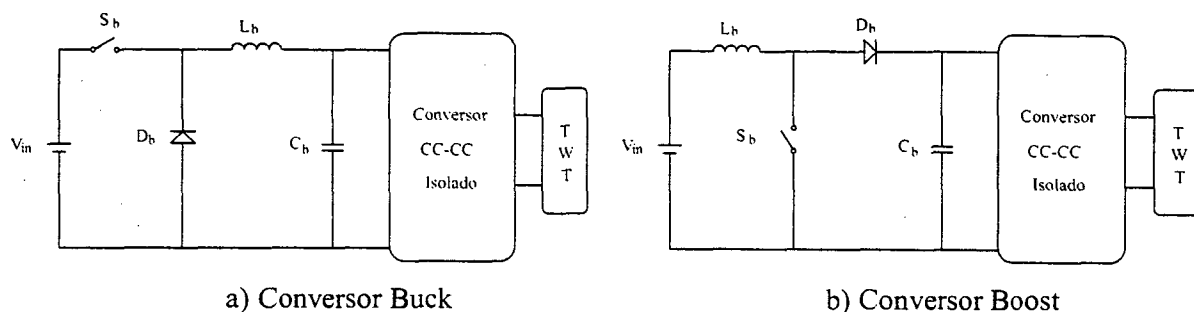 S_b
L_b
V_in
D_b
C_b
Conversor
CC-CC
Isolado
T
W
T
a) Conversor Buck
L_b
D_b
V_in
S_b
C_b
Conversor
CC-CC
Isolado
T
W
T
b) Conversor Boost